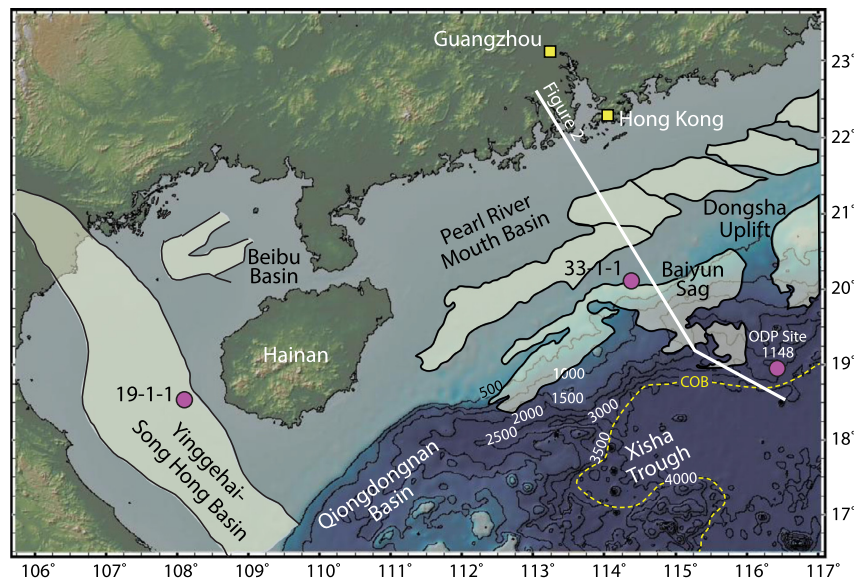 Guangzhou
Hong Kong
Figure 2
Pearl River
Mouth Basin
Dongsha
Uplift
Beibu
Basin
33-1-1
Baiyun
Sag
ODP Site
1148
Hainan
19-1-1
Yinggehai-
Song Hong Basin
Qiongdongnan
Basin
Xisha
Trough
COB
500
1000
1500
2000
2500
3000
3500
4000
23°
22°
21°
20°
19°
18°
17°
106° 107° 108° 109° 110° 111° 112° 113° 114° 115° 116° 117°